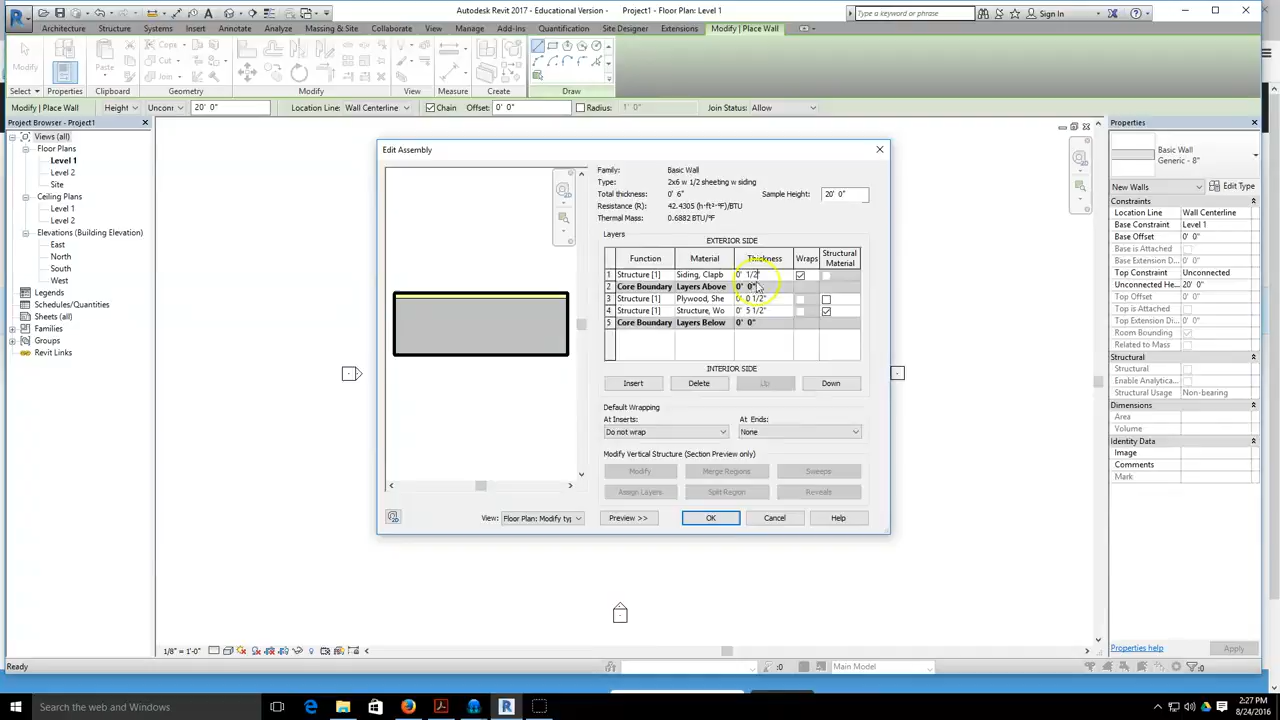 Autodesk Revit 2017 - Educational Version - Project1 - Floor Plan: Level 1
Type a keyword or phrase
Sign In
Architecture Structure Systems Insert Annotate Analyze Massing & Site Collaborate View Manage Add-Ins Quantification Site Designer Extensions Modify | Place Wall
Modify
Paste
Cope
Cut
Join
Select Properties Clipboard Geometry Modify View Measure Create Draw
Modify | Place Wall Height Uncon 20' 0" Location Line: Wall Centerline Chain Offset: 0' 0" Radius: 1' 0" Join Status: Allow
Project Browser - Project1
Views (all)
Floor Plans
Level 1
Level 2
Site
Ceiling Plans
Level 1
Level 2
Elevations (Building Elevation)
East
North
South
West
Legends
Schedules/Quantities
Sheets (all)
Families
Groups
Revit Links
Edit Assembly
Family: Basic Wall
Type: 2x6 w 1/2 sheeting w siding
Total thickness: 0' 6" Sample Height: 20' 0"
Resistance (R): 42.4305 (h·ft²·ºF)/BTU
Thermal Mass: 0.6882 BTU/ºF
Layers
EXTERIOR SIDE
Function Material Thickness Wraps Structural Material
1 Structure [1] Siding, Clapb 0' 1/2"
2 Core Boundary Layers Above 0' 0"
3 Structure [1] Plywood, She 0' 0 1/2"
4 Structure [1] Structure, Wo 0' 5 1/2"
5 Core Boundary Layers Below 0' 0"
INTERIOR SIDE
Insert Delete Up Down
Default Wrapping
At Inserts: At Ends:
Do not wrap None
Modify Vertical Structure (Section Preview only)
Modify Merge Regions Sweeps
Assign Layers Split Region Reveals
View: Floor Plan: Modify typ Preview >> OK Cancel Help
Properties
Basic Wall
Generic - 8"
New Walls Edit Type
Constraints
Location Line Wall Centerline
Base Constraint Level 1
Base Offset 0' 0"
Base is Attached
Base Extension D
Top Constraint Unconnected
Unconnected He 20' 0"
Top Offset 0' 0"
Top is Attached
Top Extension Di 0' 0"
Room Bounding
Related to Mass
Structural
Structural
Enable Analytica
Structural Usage Non-bearing
Dimensions
Area
Volume
Identity Data
Image
Comments
Mark
Properties help Apply
1/8" = 1'-0"
Ready
:0 Main Model :0
Search the web and Windows
2:27 PM
8/24/2016